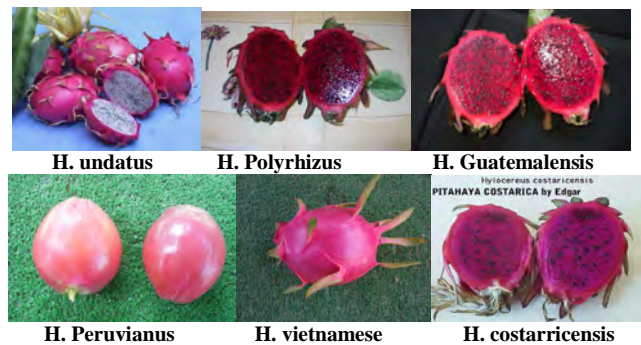 H. undatus
H. Polyrhizus
H. Guatemalensis
Hylocereus costaricensis
PITAHAYA COSTARICA by Edgar
H. Peruvianus
H. vietnamese
H. costarricensis